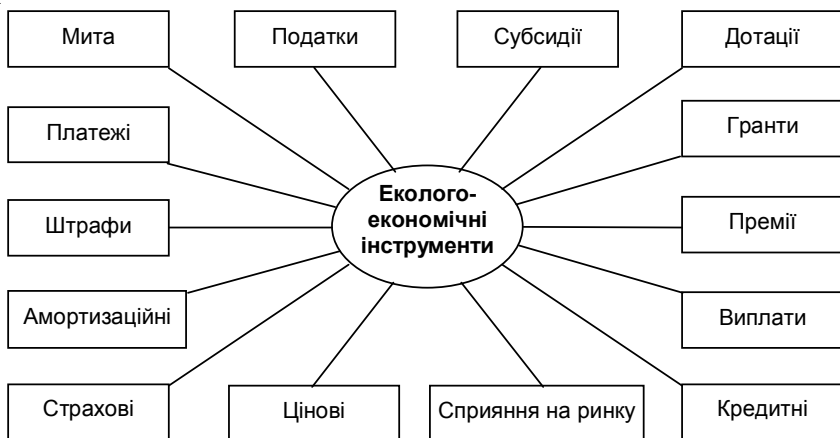 Мита
Податки
Субсидії
Дотації
Платежі
Гранти
Еколого-
економічні
інструменти
Штрафи
Премії
Амортизаційні
Виплати
Страхові
Цінові
Сприяння на ринку
Кредитні